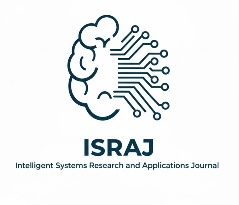 ISRAJ
Intelligent Systems Research and Applications Journal